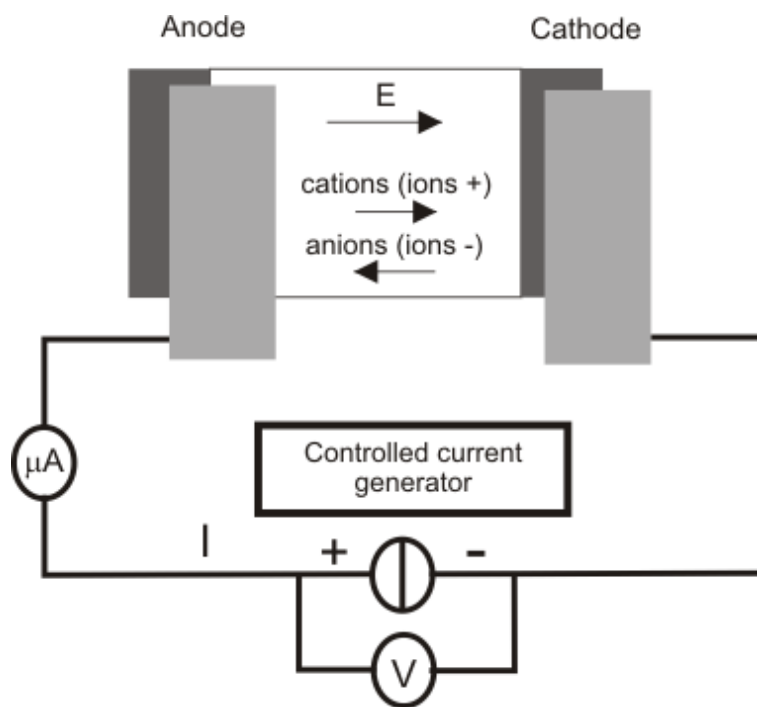 Anode
Cathode
E
cations (ions +)
anions (ions -)
μA
Controlled current
generator
I
+
-
V